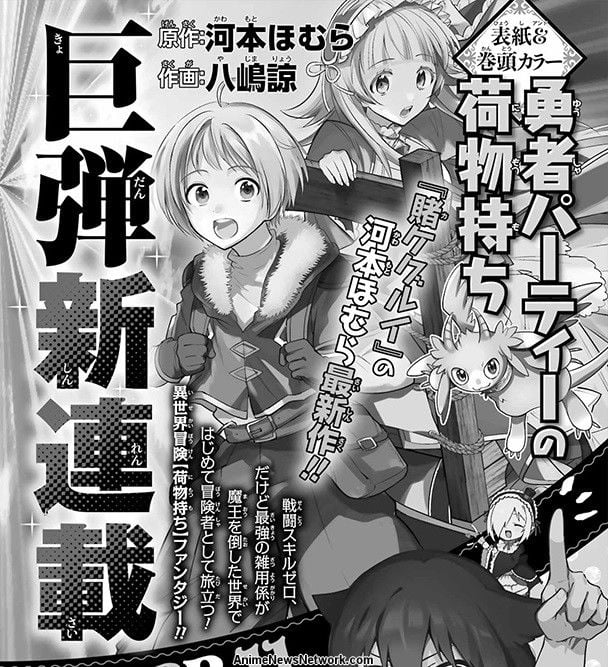 表紙&
巻頭カラー
勇者パーティーの
荷物持ち
原作:河本ほむら
作画:八嶋諒
『賭ケグルイ』の
河本ほむら最新作!!
巨弾新連載
戦闘スキルゼロ、
だけど最強の雑用係が
魔王を倒した世界で
はじめて冒険者として旅立つ!
異世界冒険【荷物持ち】ファンタジー!!
AnimeNewsNetwork.com